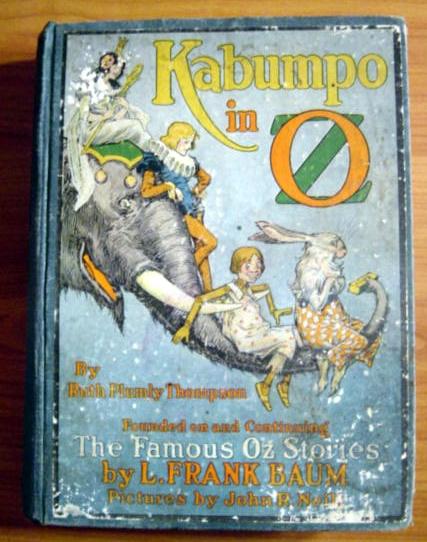 Kabumpo
in OZ
By
Ruth Plumly Thompson
Founded on and Continuing
The Famous Oz Stories
by L. FRANK BAUM
Pictures by John R. Neill